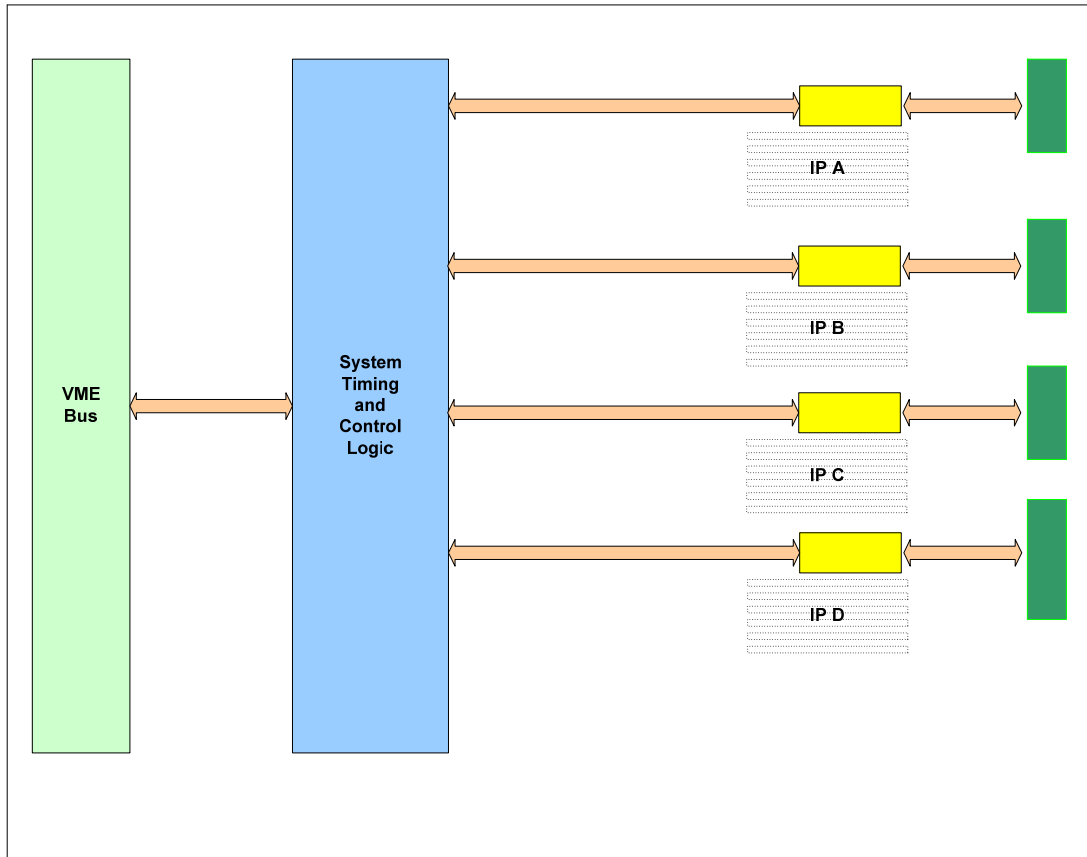 IP A
IP B
System
Timing
and
Control
Logic
VME
Bus
IP C
IP D